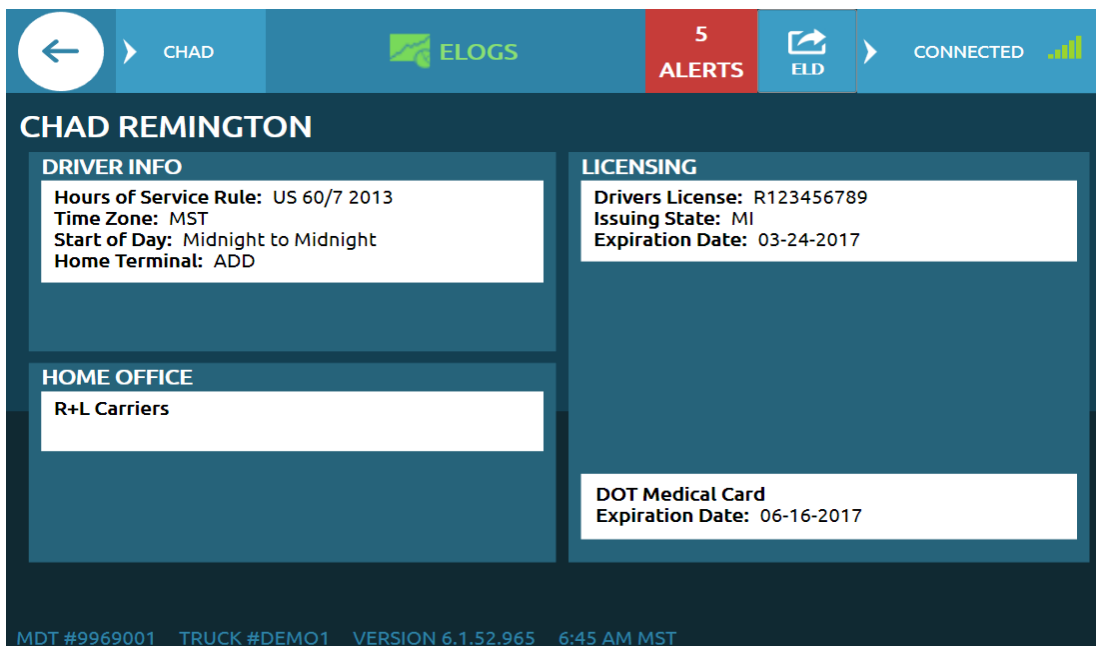 CHAD
ELOGS
5
ALERTS
ELD
CONNECTED
CHAD REMINGTON
DRIVER INFO
Hours of Service Rule: US 60/7 2013
Time Zone: MST
Start of Day: Midnight to Midnight
Home Terminal: ADD
HOME OFFICE
R+L Carriers
LICENSING
Drivers License: R123456789
Issuing State: MI
Expiration Date: 03-24-2017
DOT Medical Card
Expiration Date: 06-16-2017
MDT #9969001 TRUCK #DEMO1 VERSION 6.1.52.965 6:45 AM MST